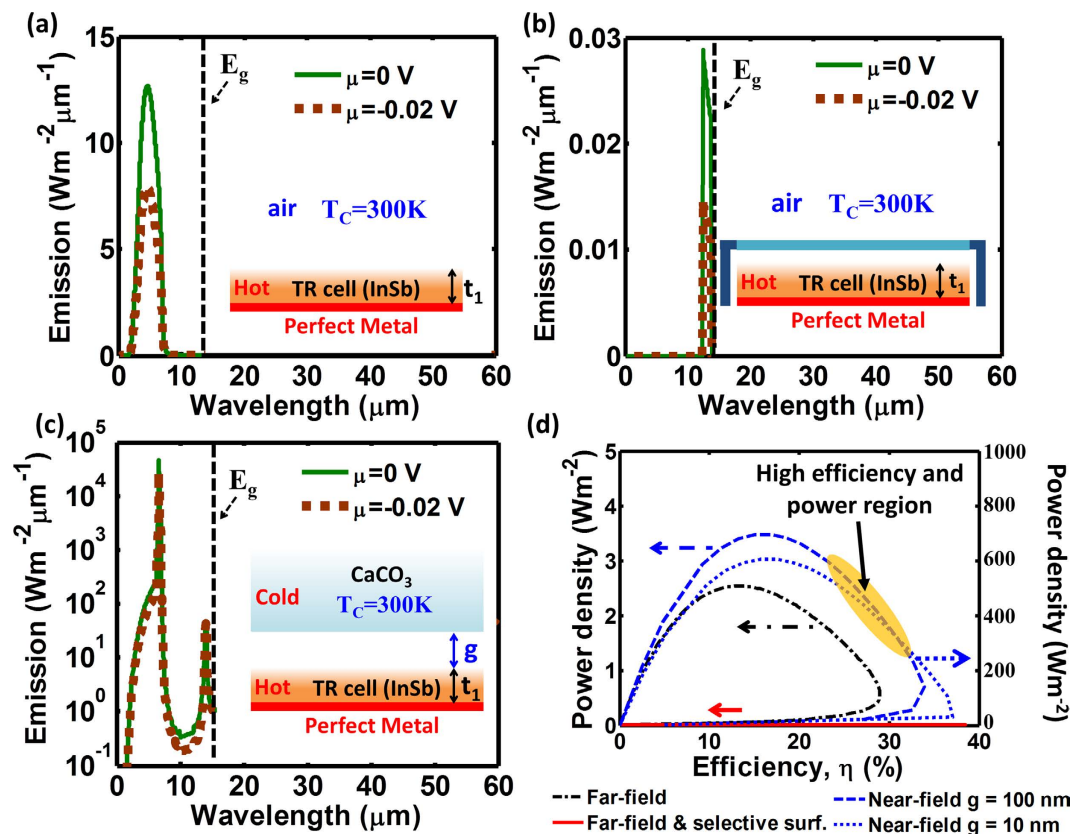 (a)
Emission (Wm⁻²μm⁻¹)
15
10
5
0
E_g
μ=0 V
μ=-0.02 V
air T_C=300K
Hot TR cell (InSb) t₁
Perfect Metal
0 10 20 30 40 50 60
Wavelength (μm)
(b)
Emission (Wm⁻²μm⁻¹)
0.03
0.02
0.01
0
E_g
μ=0 V
μ=-0.02 V
air T_C=300K
Hot TR cell (InSb) t₁
Perfect Metal
0 10 20 30 40 50 60
Wavelength (μm)
(c)
Emission (Wm⁻²μm⁻¹)
10⁵
10⁴
10³
10²
10¹
10⁰
10⁻¹
E_g
μ=0 V
μ=-0.02 V
CaCO₃
Cold T_C=300K
g
Hot TR cell (InSb) t₁
Perfect Metal
0 10 20 30 40 50 60
Wavelength (μm)
(d)
Power density (Wm⁻²)
5
4
3
2
1
0
High efficiency and
power region
1000
800
600
400
200
0
Power density (Wm⁻²)
0 10 20 30 40
Efficiency, η (%)
Far-field
Far-field & selective surf.
Near-field g = 100 nm
Near-field g = 10 nm